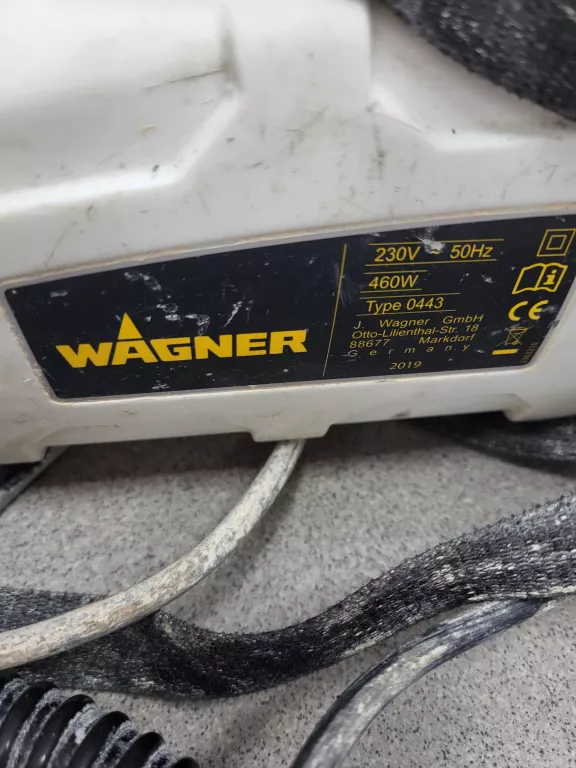 WAGNER
230V ~ 50Hz
460W
Type 0443
J. Wagner GmbH
Otto-Lilienthal-Str. 18
88677 Markdorf
Germany
2019
CE